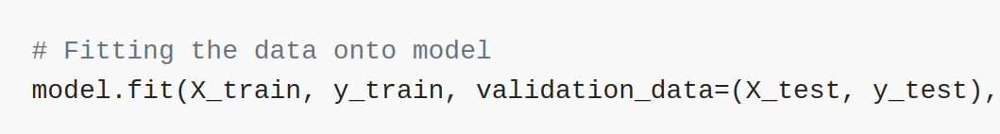 # Fitting the data onto model
model.fit(X_train, y_train, validation_data=(X_test, y_test),